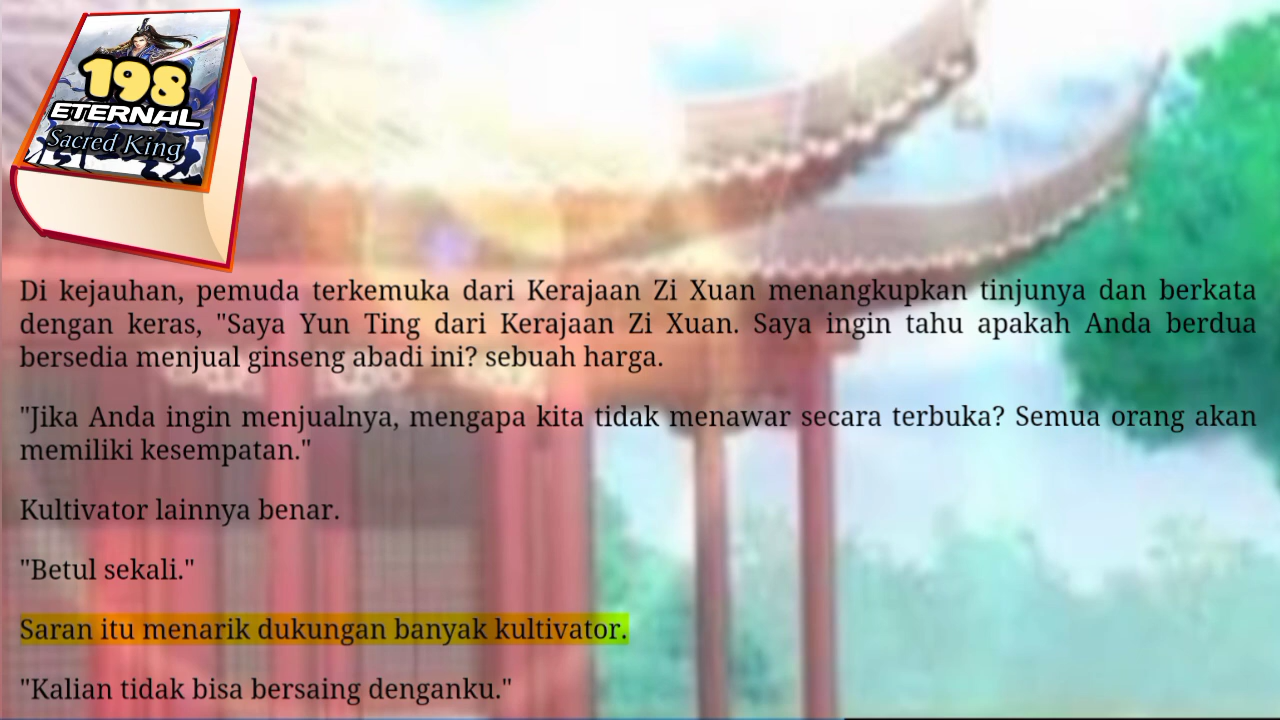 198
ETERNAL
Sacred King
Di kejauhan, pemuda terkemuka dari Kerajaan Zi Xuan menangkupkan tinjunya dan berkata
dengan keras, "Saya Yun Ting dari Kerajaan Zi Xuan. Saya ingin tahu apakah Anda berdua
bersedia menjual ginseng abadi ini? sebuah harga.
"Jika Anda ingin menjualnya, mengapa kita tidak menawar secara terbuka? Semua orang akan
memiliki kesempatan."
Kultivator lainnya benar.
"Betul sekali."
Saran itu menarik dukungan banyak kultivator.
"Kalian tidak bisa bersaing denganku."